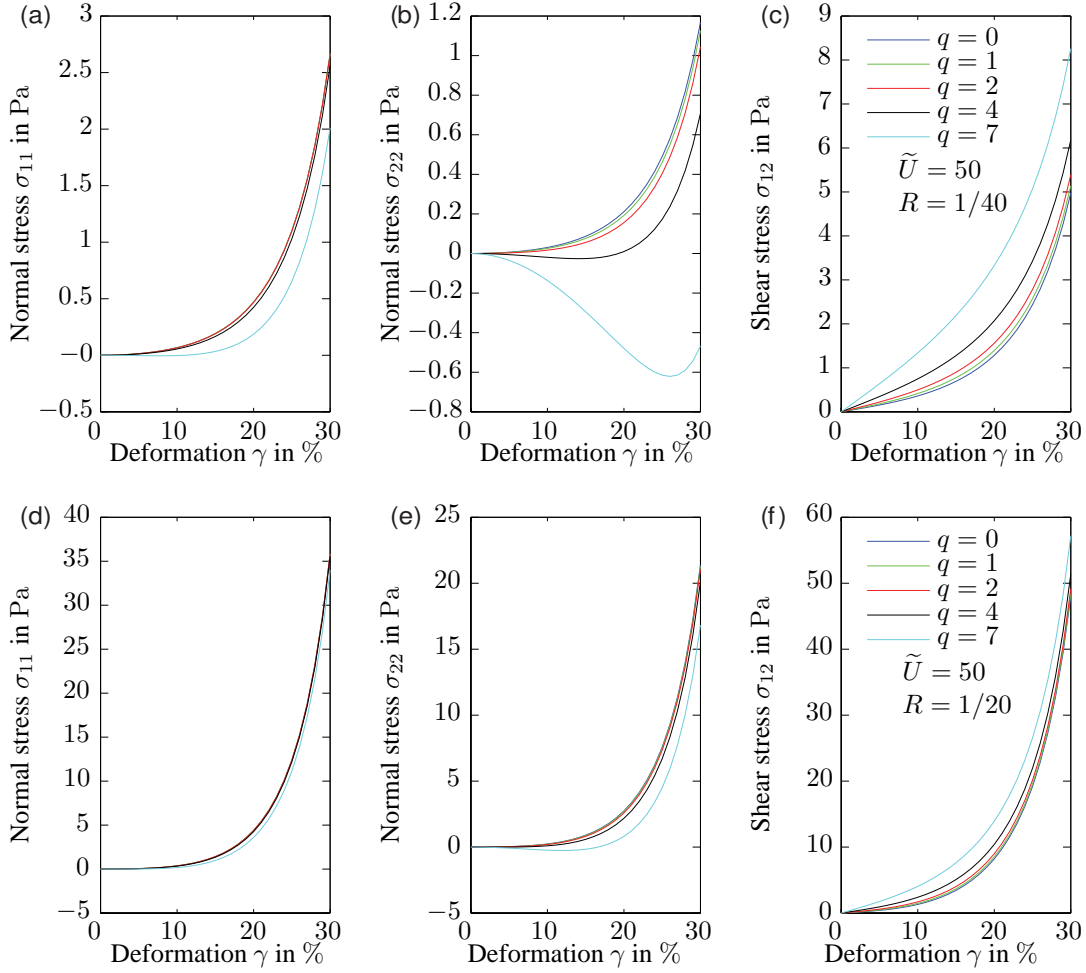 (a)
3
2.5
2
1.5
1
0.5
−0
−0.5
Normal stress σ11 in Pa
0 10 20 30
Deformation γ in %
(b)
1.2
1
0.8
0.6
0.4
0.2
0
−0.2
−0.4
−0.6
−0.8
Normal stress σ22 in Pa
0 10 20 30
Deformation γ in %
(c)
9
8
7
6
5
4
3
2
1
0
Shear stress σ12 in Pa
q = 0
q = 1
q = 2
q = 4
q = 7
Ũ = 50
R = 1/40
0 10 20 30
Deformation γ in %
(d)
40
35
30
25
20
15
10
5
0
−5
Normal stress σ11 in Pa
0 10 20 30
Deformation γ in %
(e)
25
20
15
10
5
0
−5
Normal stress σ22 in Pa
0 10 20 30
Deformation γ in %
(f)
60
50
40
30
20
10
0
Shear stress σ12 in Pa
q = 0
q = 1
q = 2
q = 4
q = 7
Ũ = 50
R = 1/20
0 10 20 30
Deformation γ in %